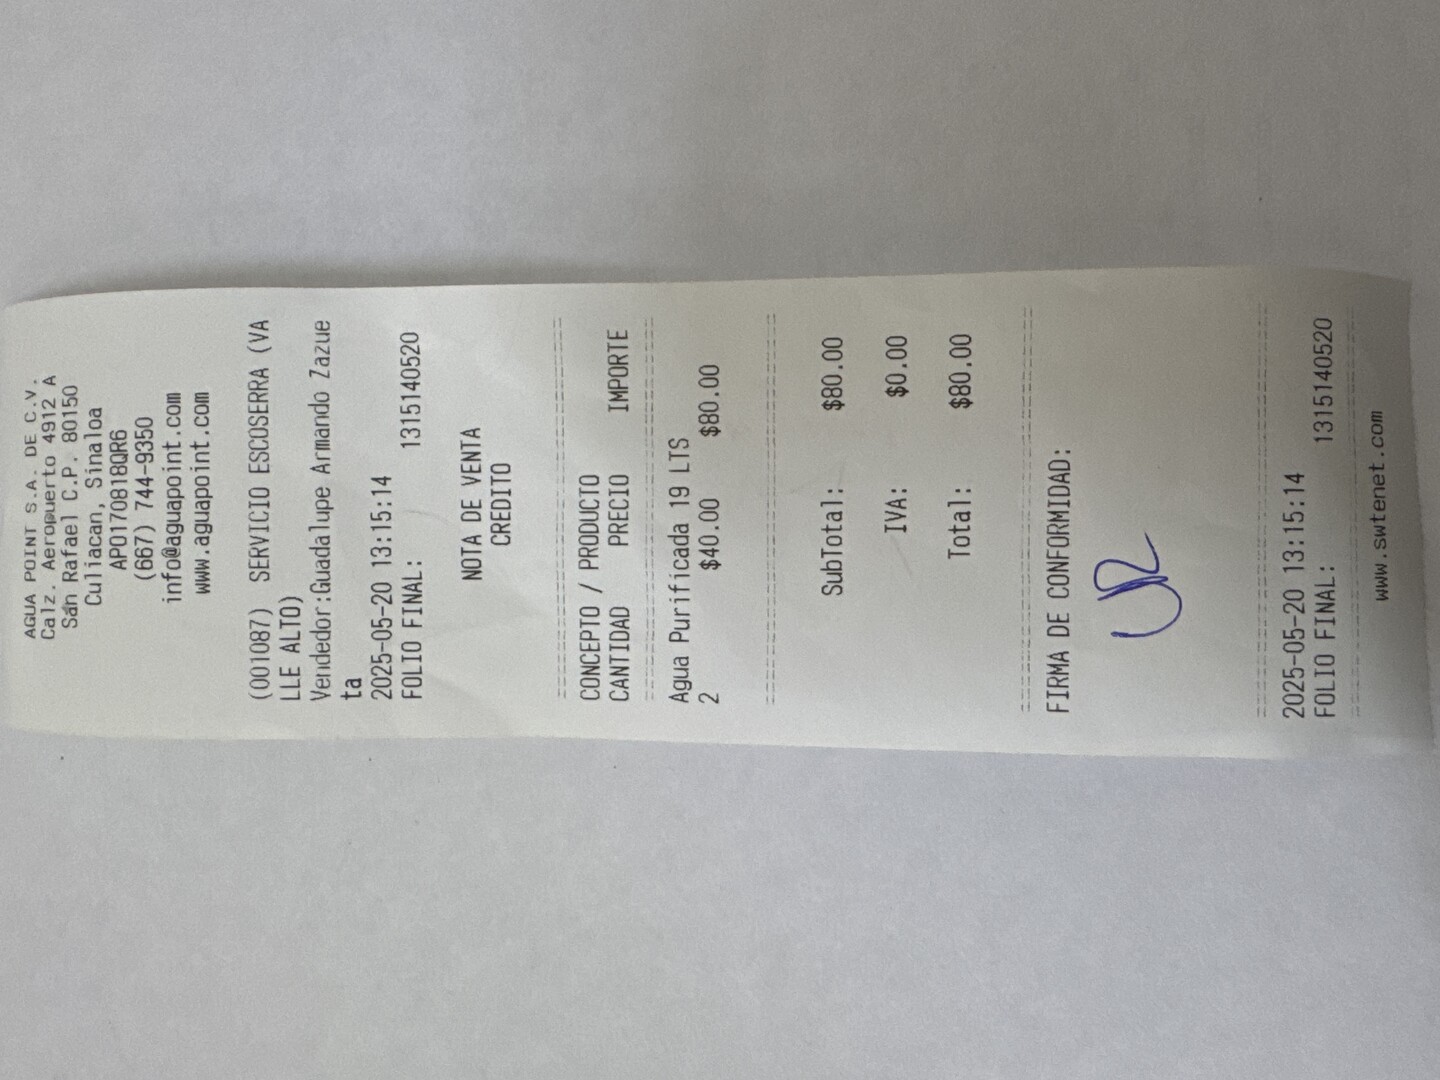 AGUA POINT S.A. DE C.V.
Calz. Aeropuerto 4912 A
San Rafael C.P. 80150
Culiacan, Sinaloa
APO170818QR6
(667) 744-9350
info@aguapoint.com
www.aguapoint.com
(001087) SERVICIO ESCOSERRA (VA
LLE ALTO)
Vendedor:Guadalupe Armando Zazue
ta
2025-05-20 13:15:14
FOLIO FINAL: 1315140520
NOTA DE VENTA
CREDITO
CONCEPTO / PRODUCTO
CANTIDAD PRECIO IMPORTE
Agua Purificada 19 LTS
2 $40.00 $80.00
SubTotal: $80.00
IVA: $0.00
Total: $80.00
FIRMA DE CONFORMIDAD:
2025-05-20 13:15:14
FOLIO FINAL: 1315140520
www.swtenet.com